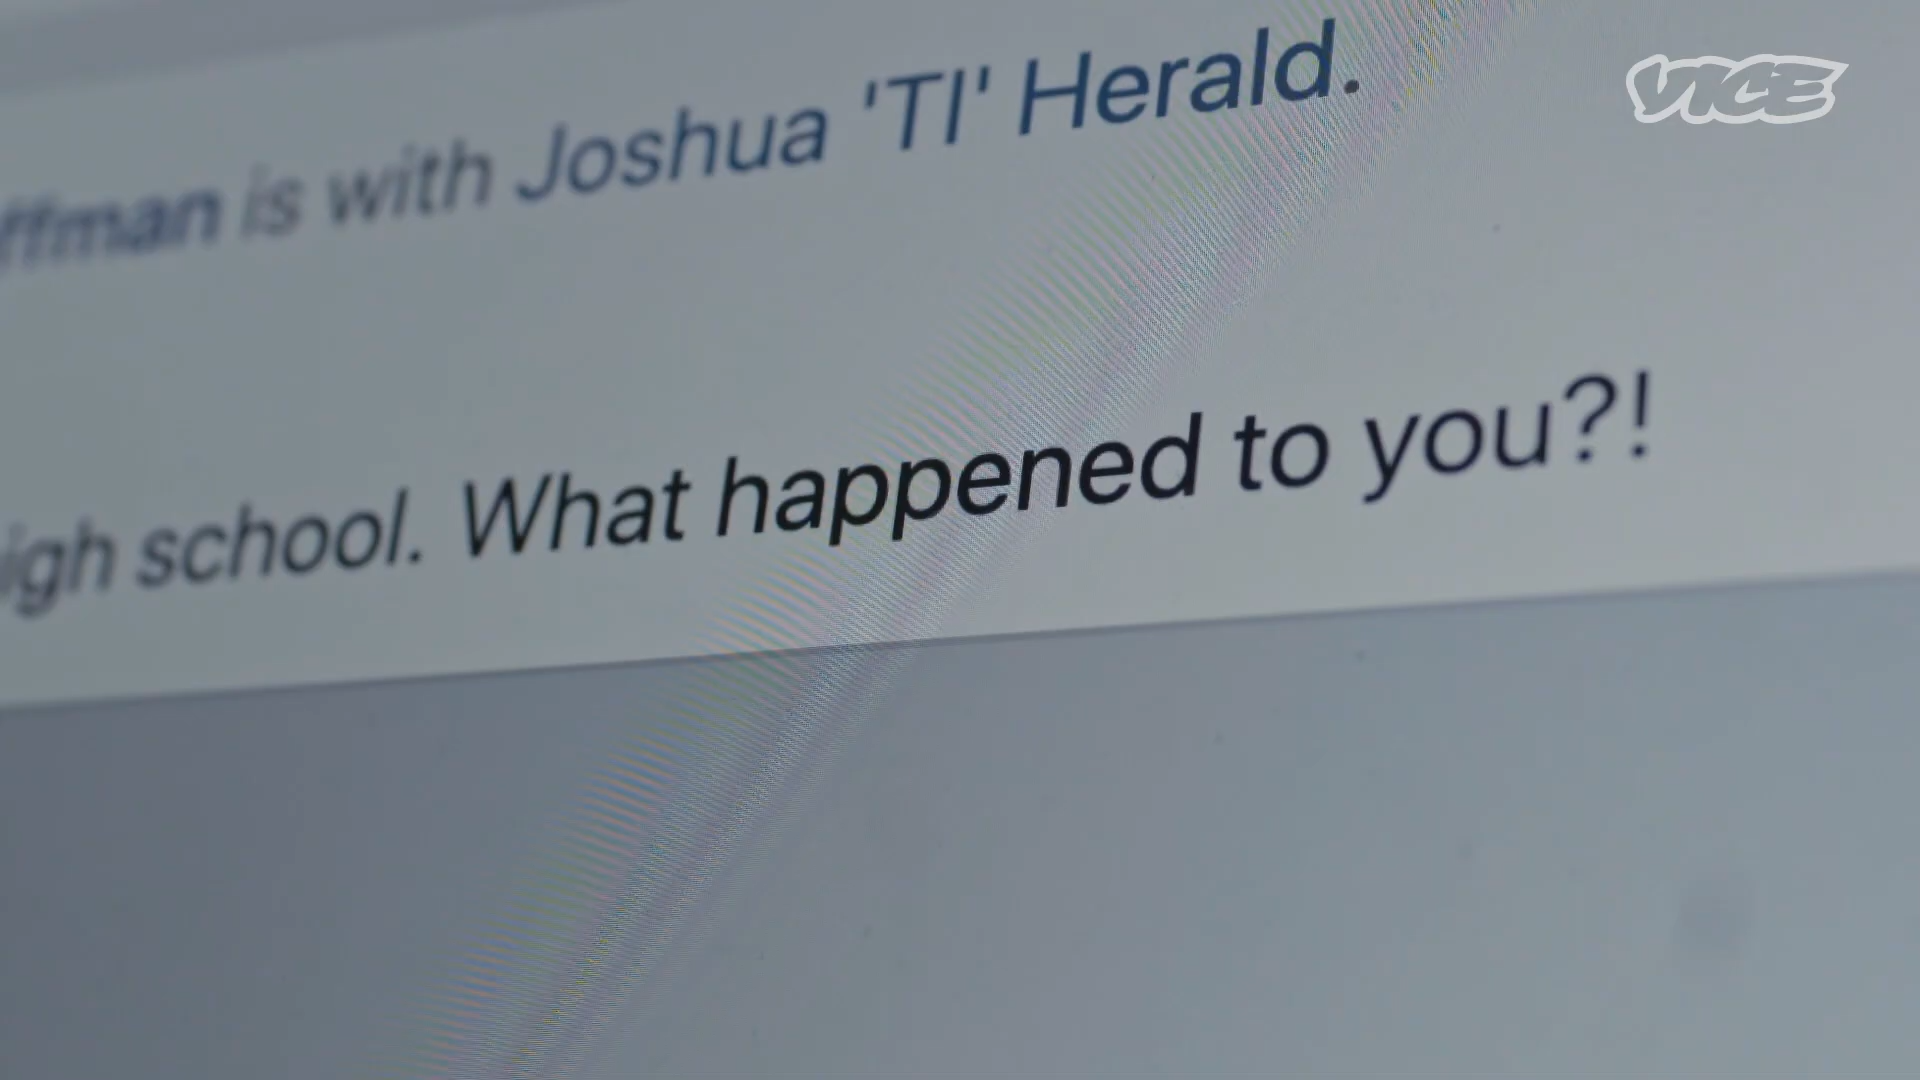 VICE
ffman is with Joshua 'TI' Herald.
igh school. What happened to you?!